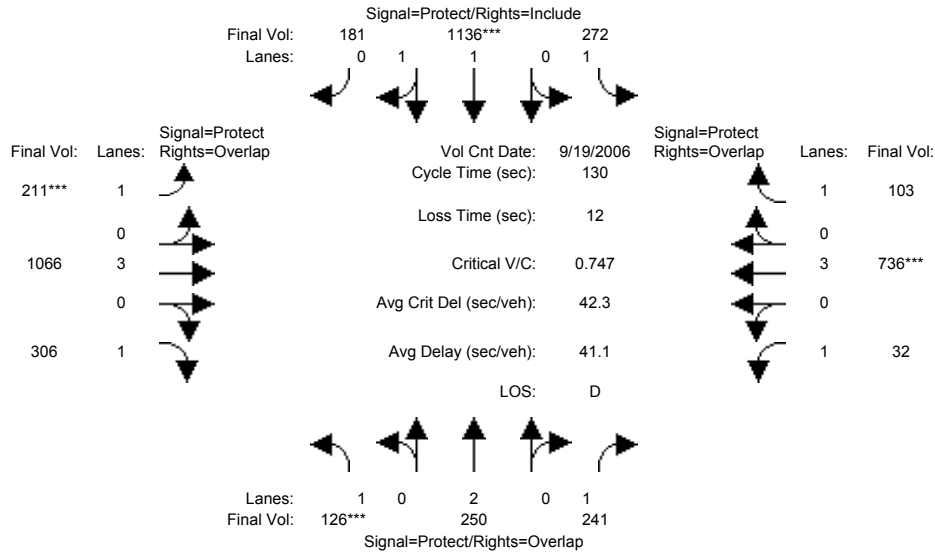 Signal=Protect/Rights=Include
Final Vol: 181 1136*** 272
Lanes: 0 1 1 0 1
Signal=Protect
Final Vol: Lanes: Rights=Overlap
Vol Cnt Date: 9/19/2006
Signal=Protect
Rights=Overlap Lanes: Final Vol:
Cycle Time (sec): 130
211*** 1
1 103
Loss Time (sec): 12
0
0
1066 3
Critical V/C: 0.747
3 736***
0
Avg Crit Del (sec/veh): 42.3
0
306 1
Avg Delay (sec/veh): 41.1
1 32
LOS: D
Lanes: 1 0 2 0 1
Final Vol: 126*** 250 241
Signal=Protect/Rights=Overlap